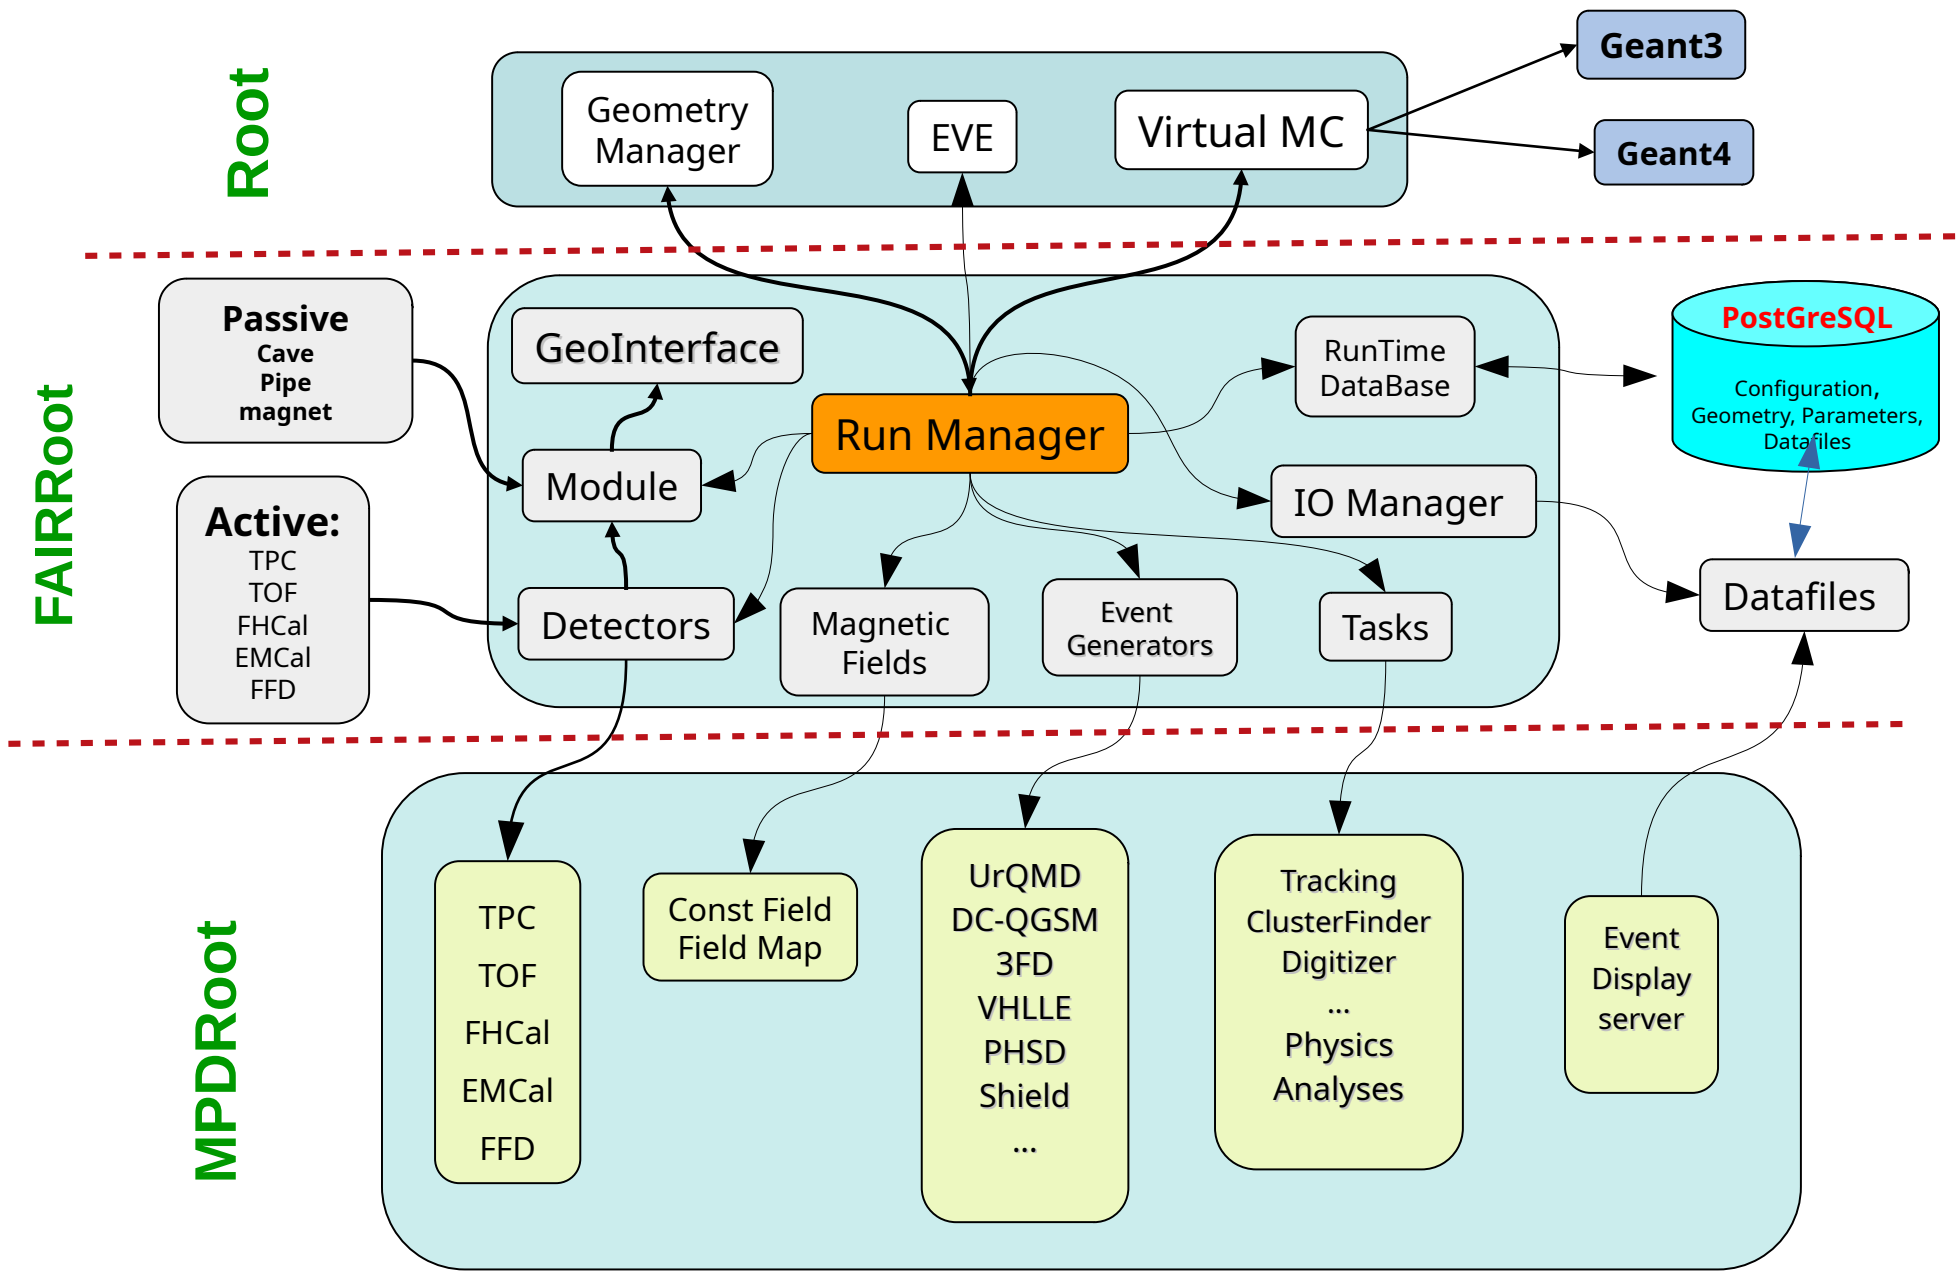 Root
Geometry
Manager
EVE
Virtual MC
Geant3
Geant4
FAIRRoot
Passive
Cave
Pipe
magnet
Active:
TPC
TOF
FHCal
EMCal
FFD
GeoInterface
Module
Detectors
Run Manager
Magnetic
Fields
Event
Generators
Tasks
RunTime
DataBase
IO Manager
PostGreSQL
Configuration,
Geometry, Parameters,
Datafiles
Datafiles
MPDRoot
TPC
TOF
FHCal
EMCal
FFD
Const Field
Field Map
UrQMD
DC-QGSM
3FD
VHLLE
PHSD
Shield
...
Tracking
ClusterFinder
Digitizer
...
Physics
Analyses
Event
Display
server